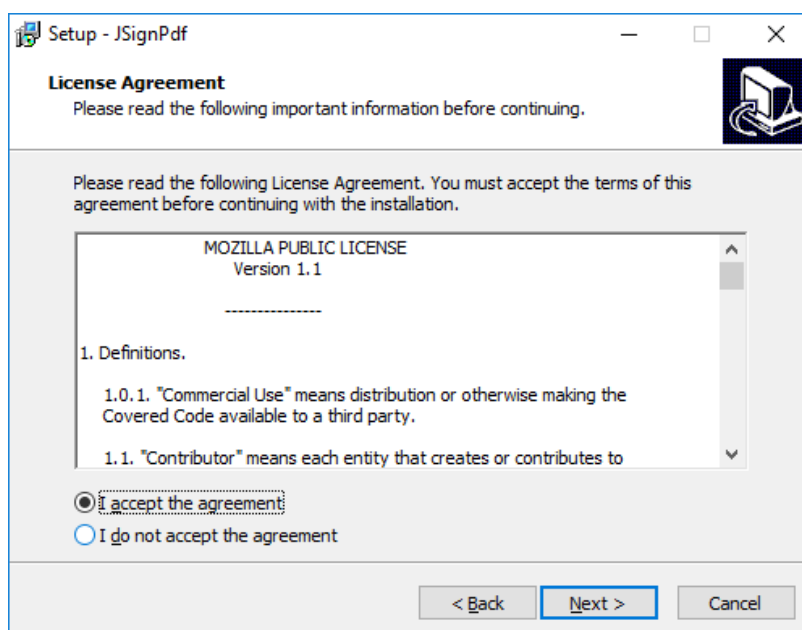 Setup - JSignPdf
License Agreement
Please read the following important information before continuing.
Please read the following License Agreement. You must accept the terms of this
agreement before continuing with the installation.
MOZILLA PUBLIC LICENSE
Version 1.1
---------------
1. Definitions.
1.0.1. "Commercial Use" means distribution or otherwise making the
Covered Code available to a third party.
1.1. "Contributor" means each entity that creates or contributes to
I accept the agreement
I do not accept the agreement
< Back Next > Cancel